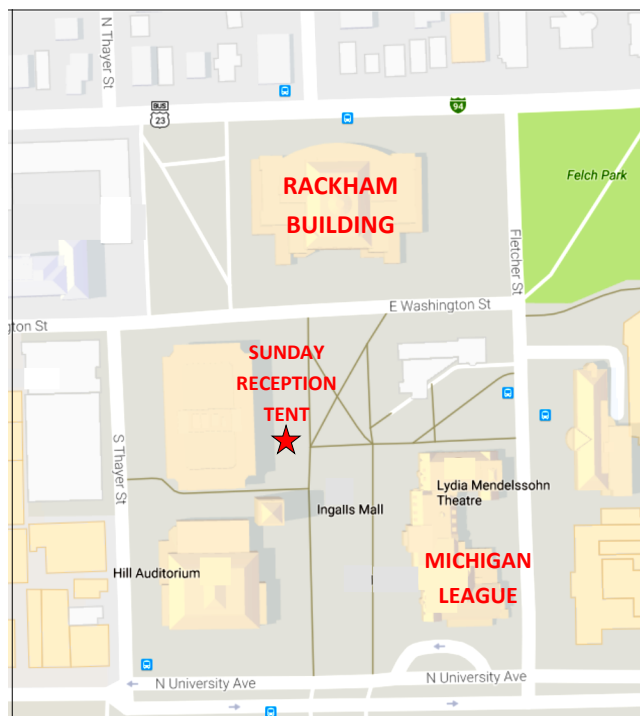 N Thayer St
BUS
23
94
RACKHAM
BUILDING
Felch Park
Fletcher St
E Washington St
gton St
SUNDAY
RECEPTION
TENT
S Thayer St
Lydia Mendelssohn
Theatre
Ingalls Mall
Hill Auditorium
MICHIGAN
LEAGUE
N University Ave
N University Ave